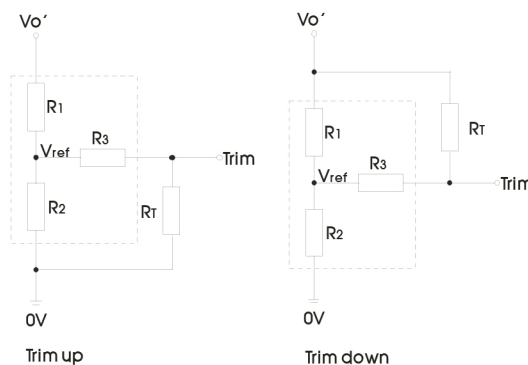 Vo´
R1
Vref
R3
Trim
R2
RT
0V
Trim up
Vo´
R1
RT
Vref
R3
Trim
R2
0V
Trim down